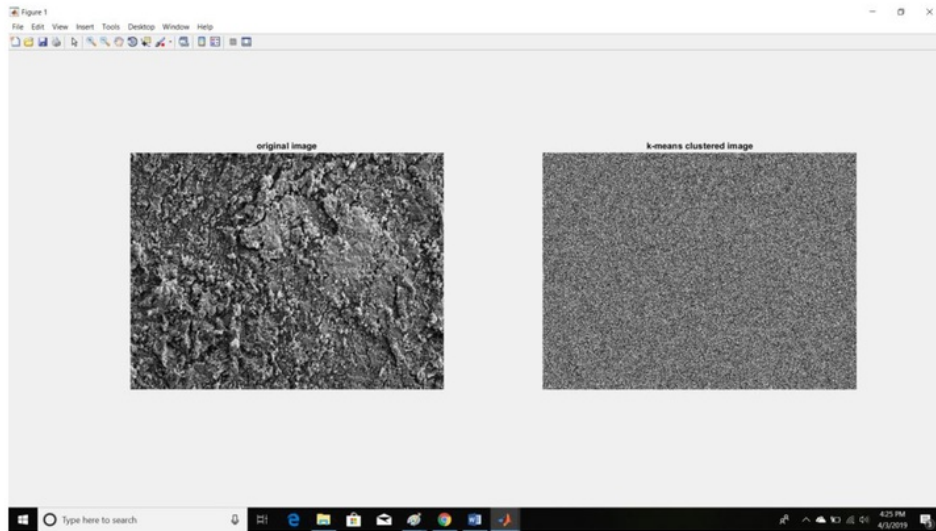 Figure 1
File Edit View Insert Tools Desktop Window Help
original image
k-means clustered image
Type here to search
4:25 PM
4/3/2019